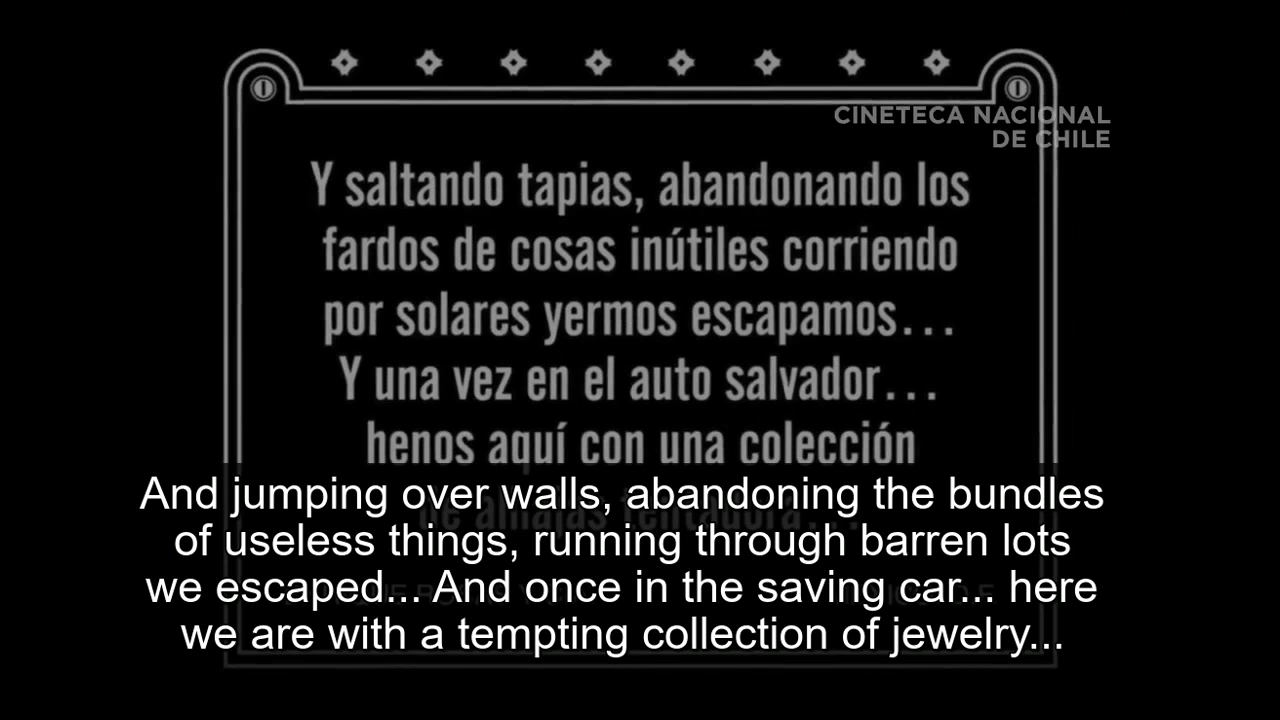 CINETECA NACIONAL
DE CHILE
Y saltando tapias, abandonando los
fardos de cosas inútiles corriendo
por solares yermos escapamos...
Y una vez en el auto salvador...
henos aquí con una colección
de alhajas tentadora...
And jumping over walls, abandoning the bundles
of useless things, running through barren lots
we escaped... And once in the saving car... here
we are with a tempting collection of jewelry...